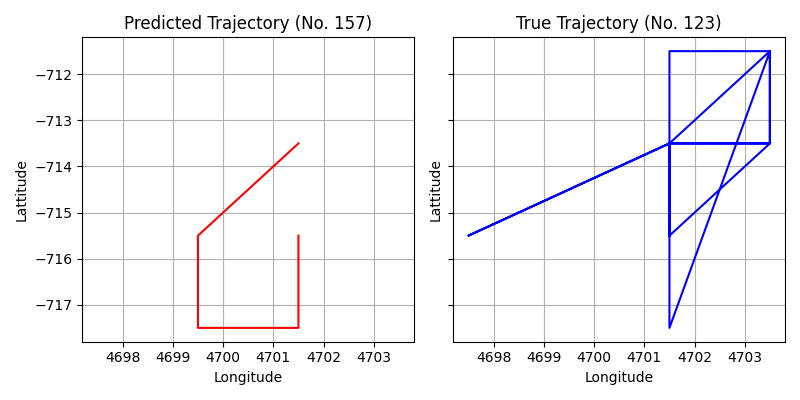 Predicted Trajectory (No. 157)
True Trajectory (No. 123)
Lattitude
−712
−713
−714
−715
−716
−717
4698 4699 4700 4701 4702 4703
Longitude
Lattitude
4698 4699 4700 4701 4702 4703
Longitude